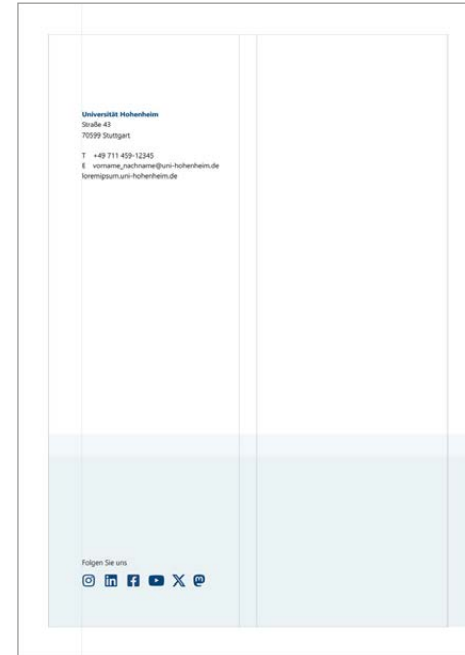 Universität Hohenheim
Straße 43
70599 Stuttgart
T +49 711 459-12345
E vorname_nachname@uni-hohenheim.de
loremipsum.uni-hohenheim.de
Folgen Sie uns